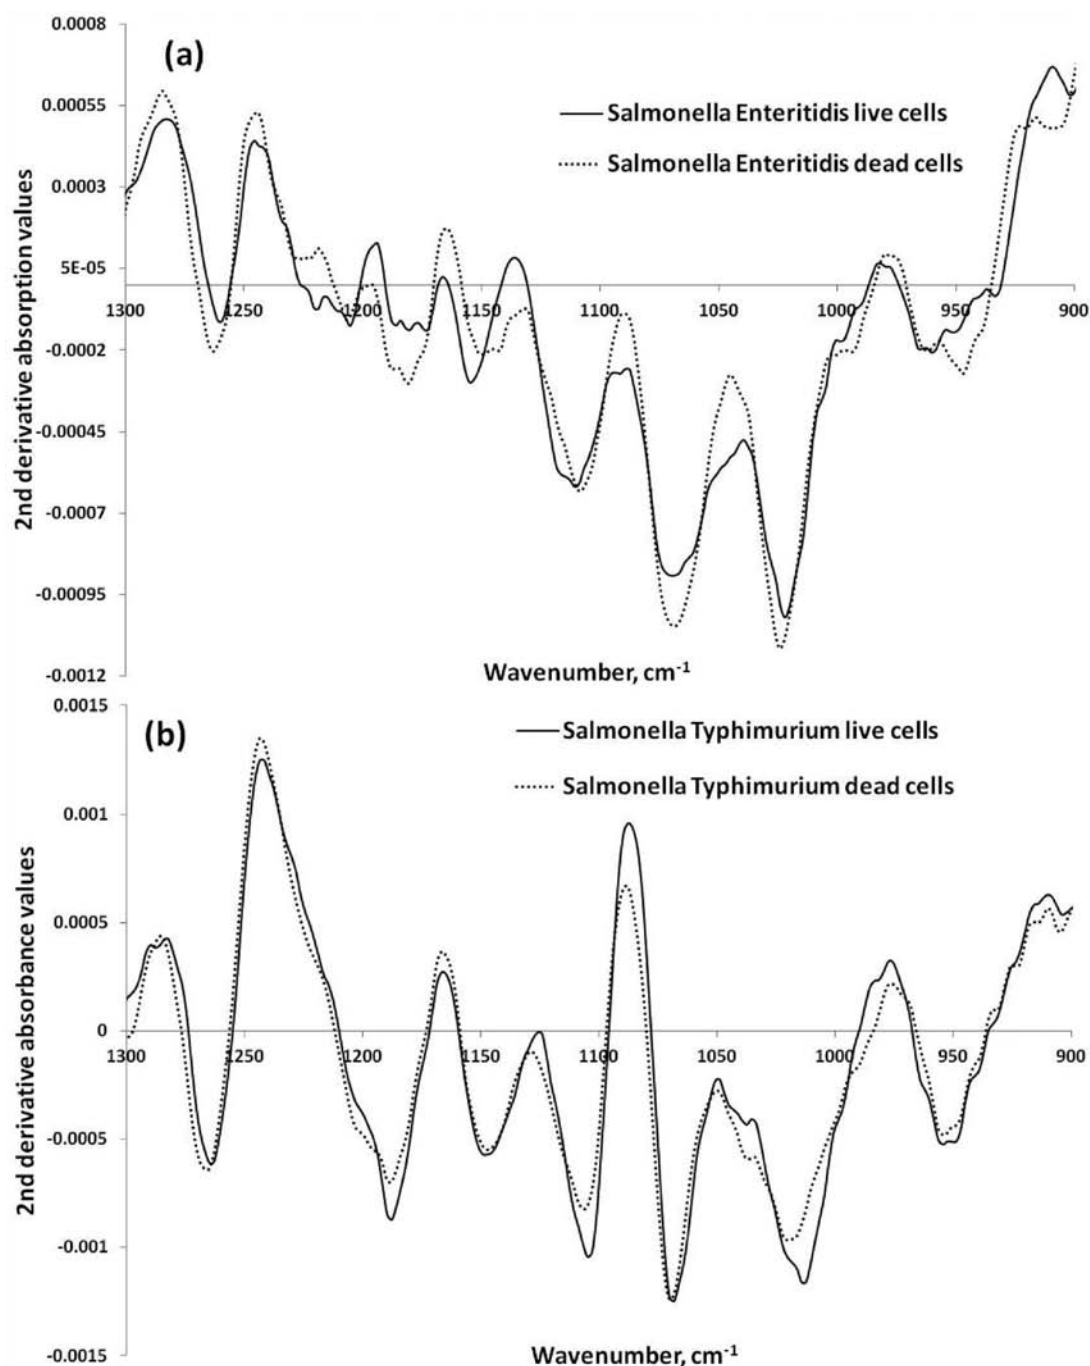 0.0008
(a)
0.00055
Salmonella Enteritidis live cells
Salmonella Enteritidis dead cells
0.0003
5E-05
1300 1250 1200 1150 1100 1050 1000 950 900
-0.0002
-0.00045
-0.0007
-0.00095
-0.0012
2nd derivative absorption values
Wavenumber, cm-1
0.0015
(b)
Salmonella Typhimurium live cells
Salmonella Typhimurium dead cells
0.001
0.0005
0
1300 1250 1200 1150 1100 1050 1000 950 900
-0.0005
-0.001
-0.0015
2nd derivative absorbance values
Wavenumber, cm-1